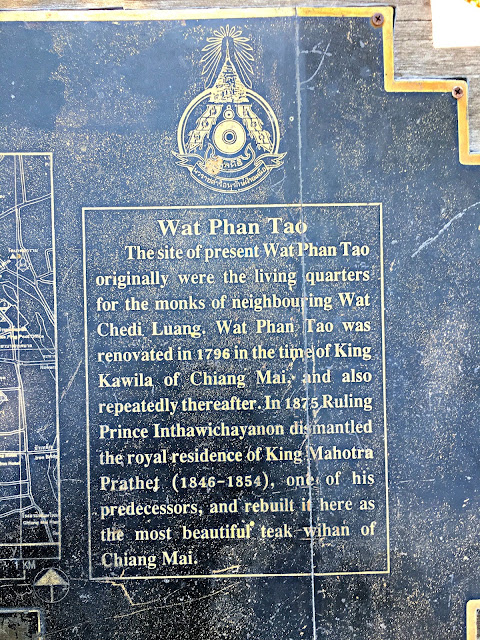 Wat Phan Tao
The site of present Wat Phan Tao
originally were the living quarters
for the monks of neighbouring Wat
Chedi Luang. Wat Phan Tao was
renovated in 1796 in the time of King
Kawila of Chiang Mai, and also
repeatedly thereafter. In 1875 Ruling
Prince Inthawichayanon dismantled
the royal residence of King Mahotra
Prathet (1846-1854), one of his
predecessors, and rebuilt it here as
the most beautiful teak wihan of
Chiang Mai.
1 KM